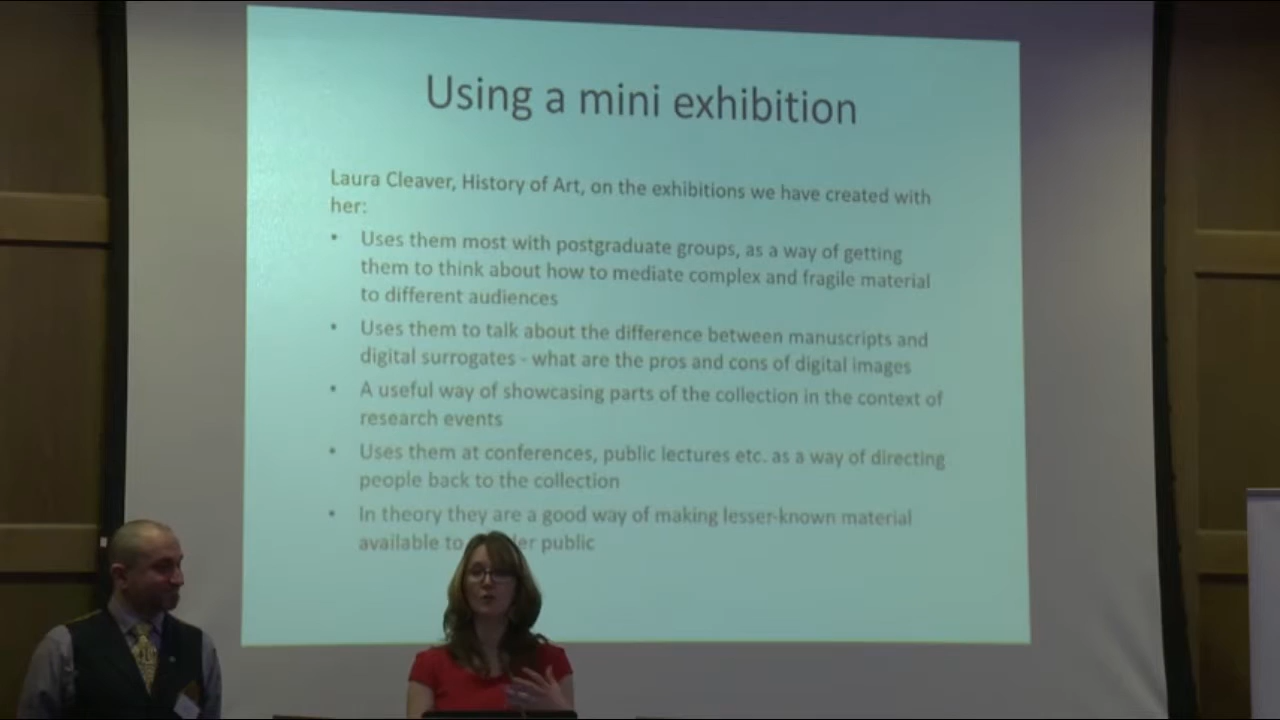 Using a mini exhibition
Laura Cleaver, History of Art, on the exhibitions we have created with
her:
• Uses them most with postgraduate groups, as a way of getting
them to think about how to mediate complex and fragile material
to different audiences
• Uses them to talk about the difference between manuscripts and
digital surrogates - what are the pros and cons of digital images
• A useful way of showcasing parts of the collection in the context of
research events
• Uses them at conferences, public lectures etc. as a way of directing
people back to the collection
• In theory they are a good way of making lesser-known material
available to public